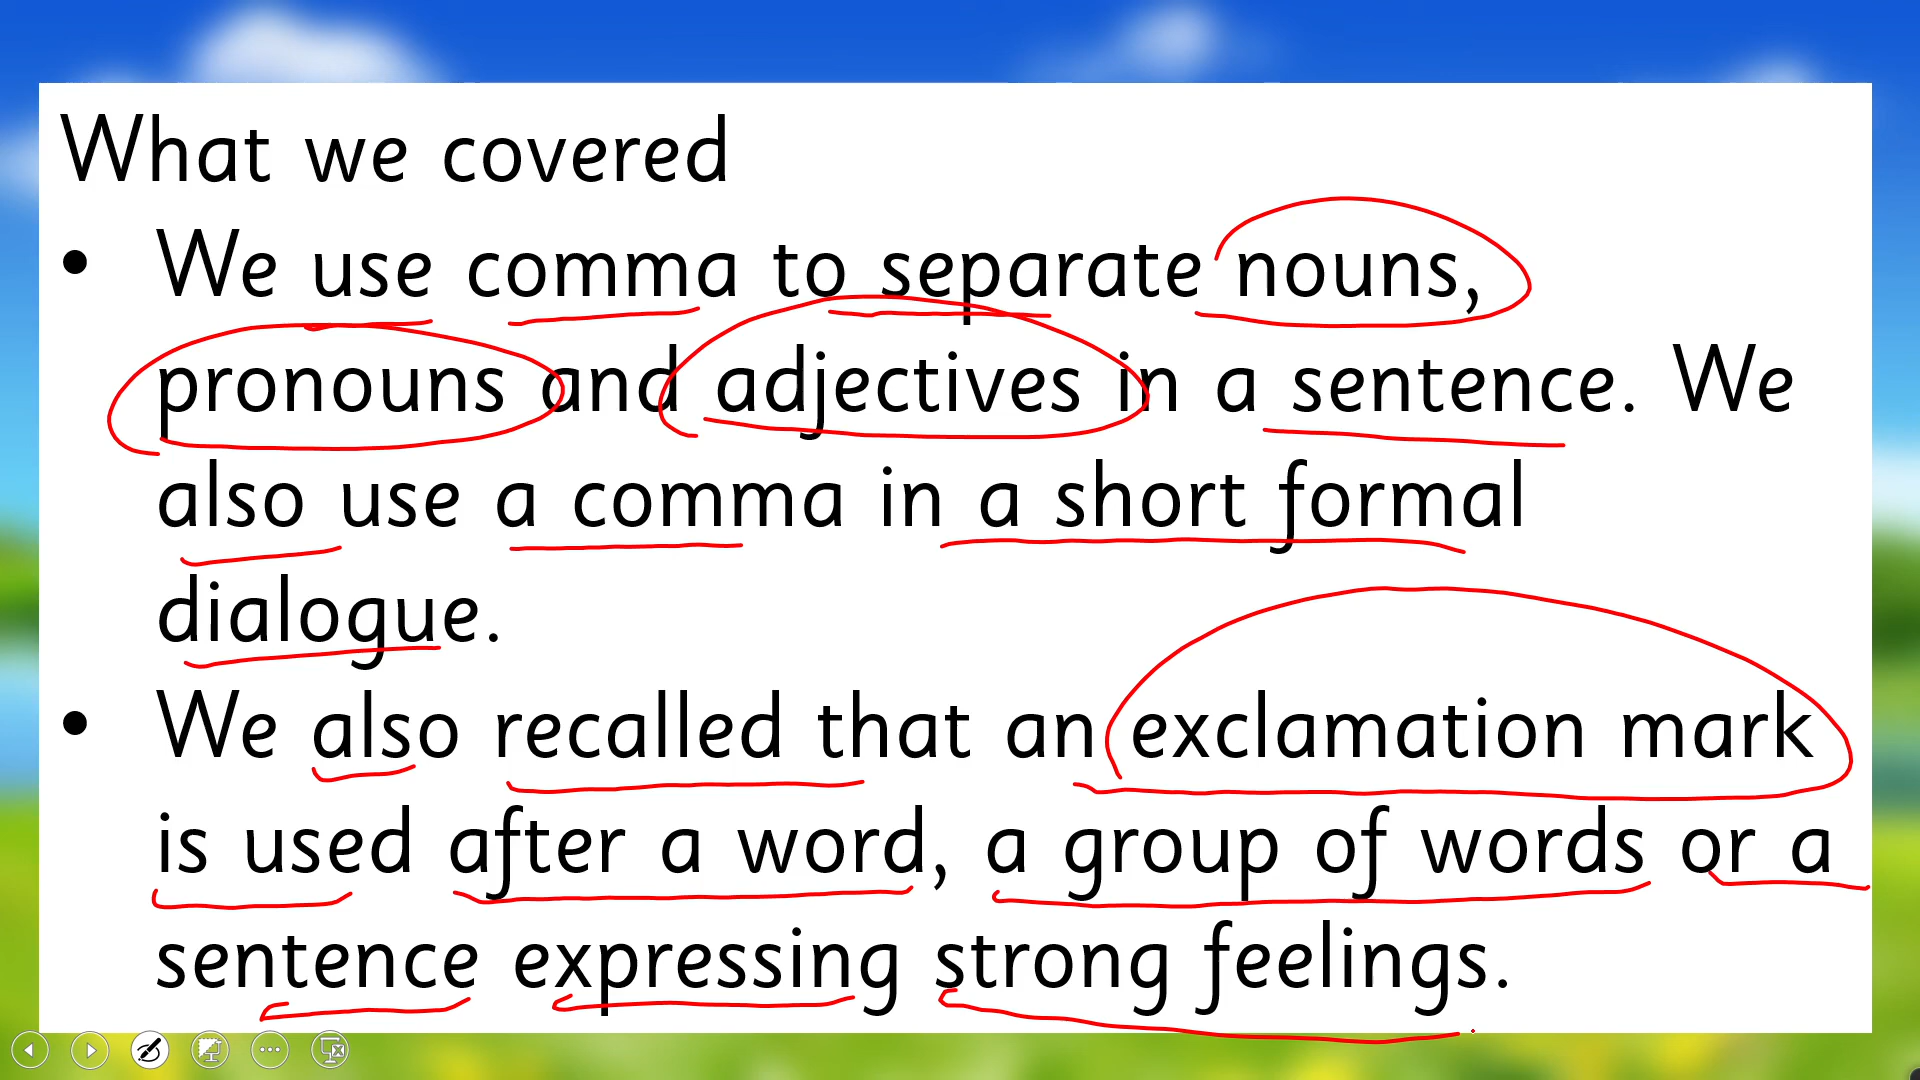 What we covered
• We use comma to separate nouns,
pronouns and adjectives in a sentence. We
also use a comma in a short formal
dialogue.
• We also recalled that an exclamation mark
is used after a word, a group of words or a
sentence expressing strong feelings.